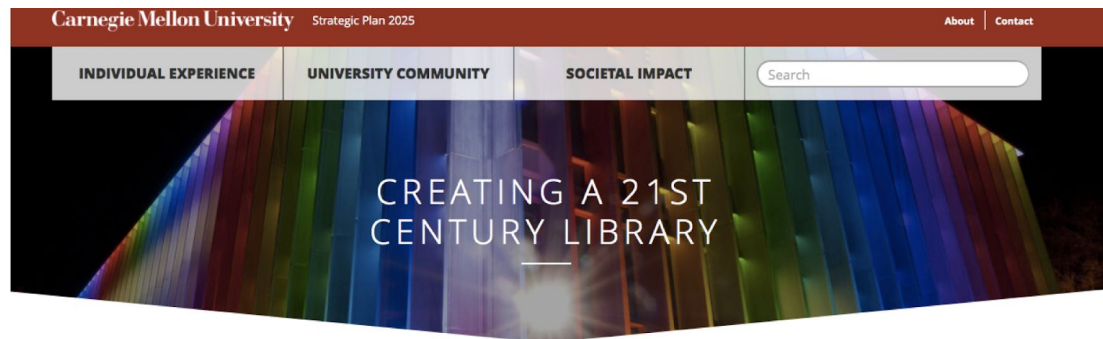 Carnegie Mellon University Strategic Plan 2025 About Contact
INDIVIDUAL EXPERIENCE UNIVERSITY COMMUNITY SOCIETAL IMPACT Search
CREATING A 21ST
CENTURY LIBRARY